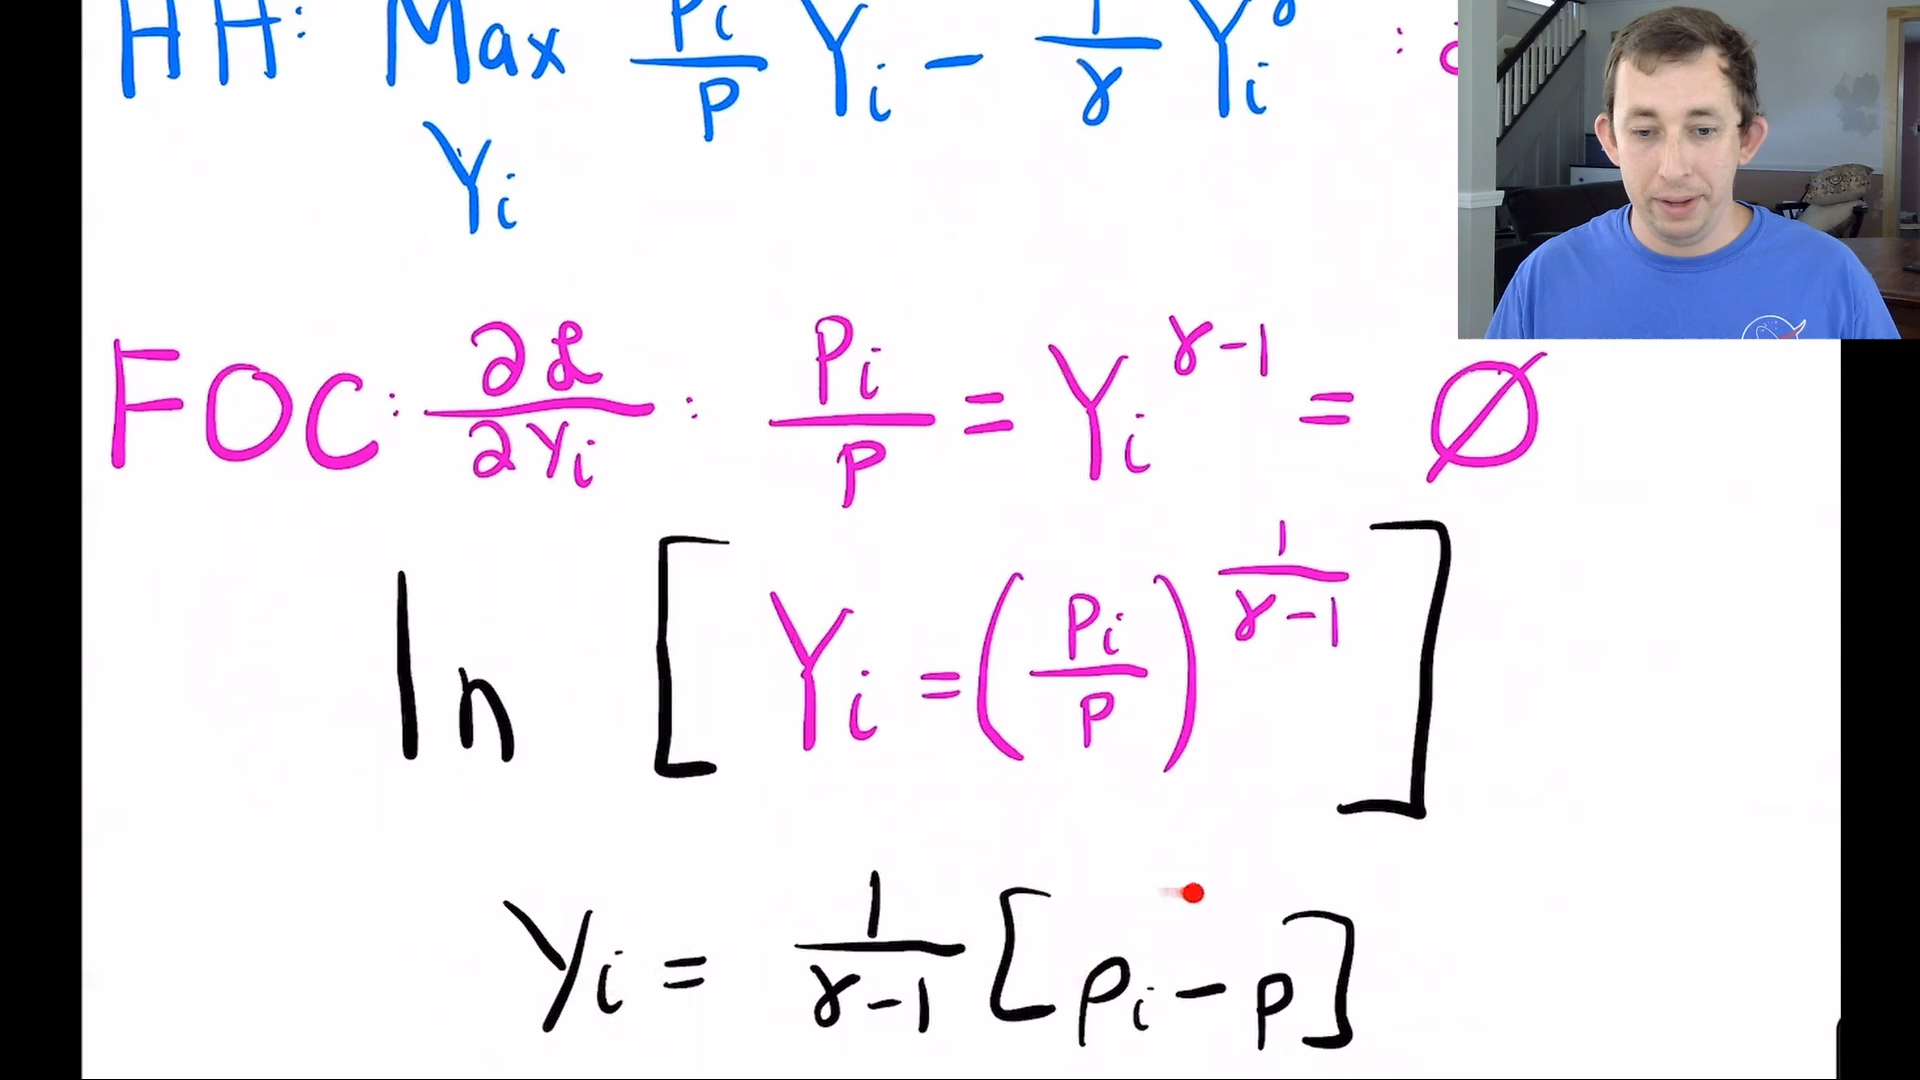 HH: Max Pi/P Yi - 1/γ Yi^γ :
Yi
FOC: ∂ℒ/∂Yi : Pi/P = Yi^γ-1 = Ø
ln [ Yi = (Pi/P)^1/γ-1 ]
yi = 1/γ-1 [pi - p]